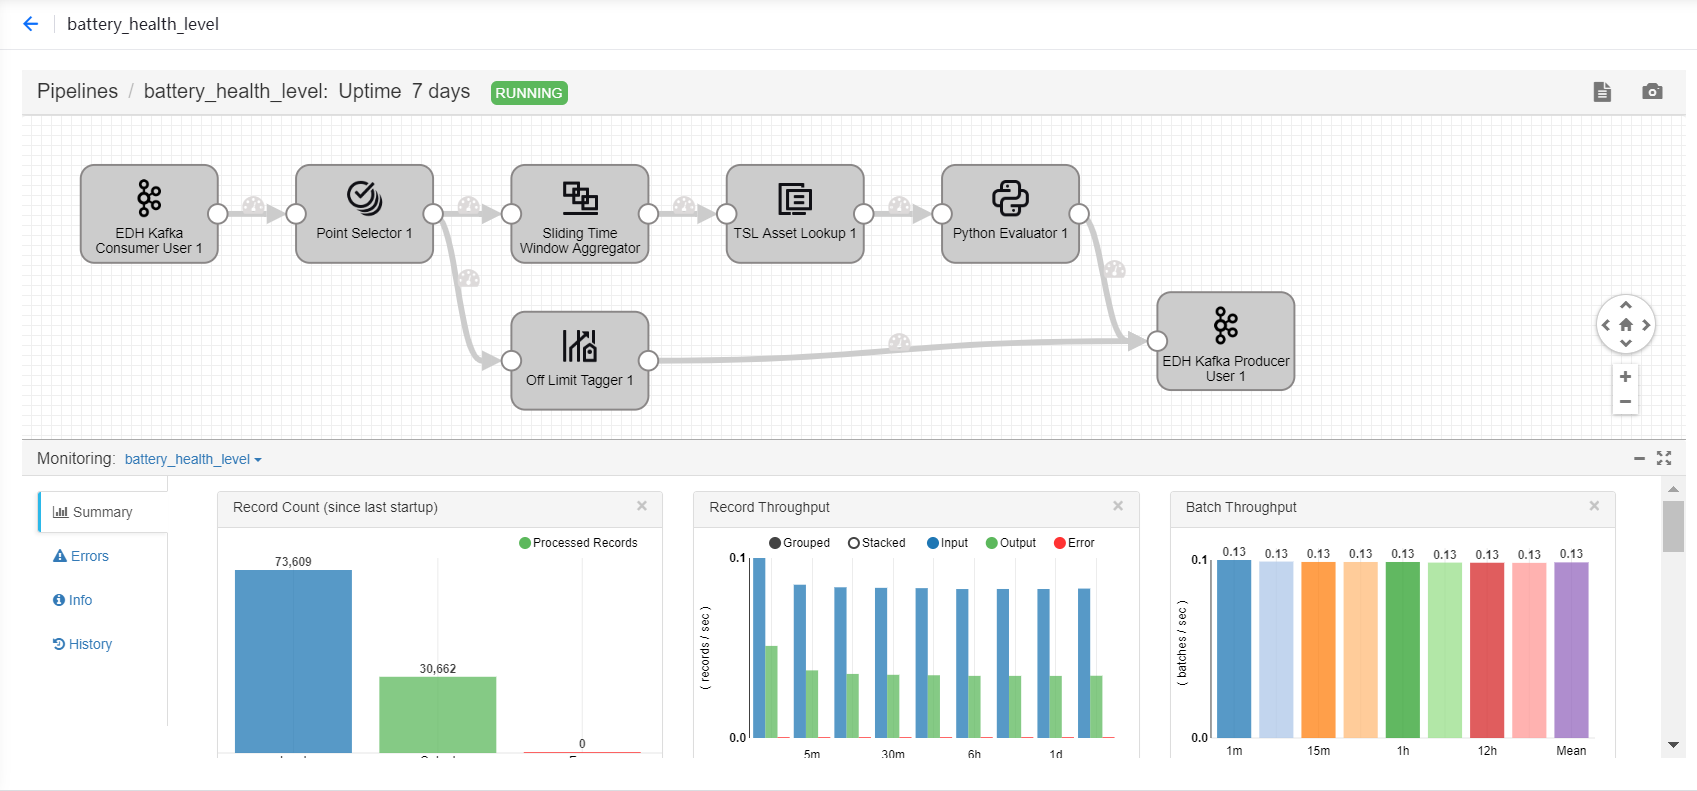 battery_health_level
Pipelines / battery_health_level: Uptime 7 days RUNNING
EDH Kafka
Consumer User 1
Point Selector 1
Sliding Time
Window Aggregator
TSL Asset Lookup 1
Python Evaluator 1
Off Limit Tagger 1
EDH Kafka Producer
User 1
Monitoring: battery_health_level
Summary
Errors
Info
History
Record Count (since last startup)
Processed Records
73,609
30,662
0
Record Throughput
Grouped Stacked Input Output Error
0.1
( records / sec )
0.0
5m 30m 6h 1d
Batch Throughput
0.13 0.13 0.13 0.13 0.13 0.13 0.13 0.13 0.13
0.1
( batches / sec )
0.0
1m 15m 1h 12h Mean